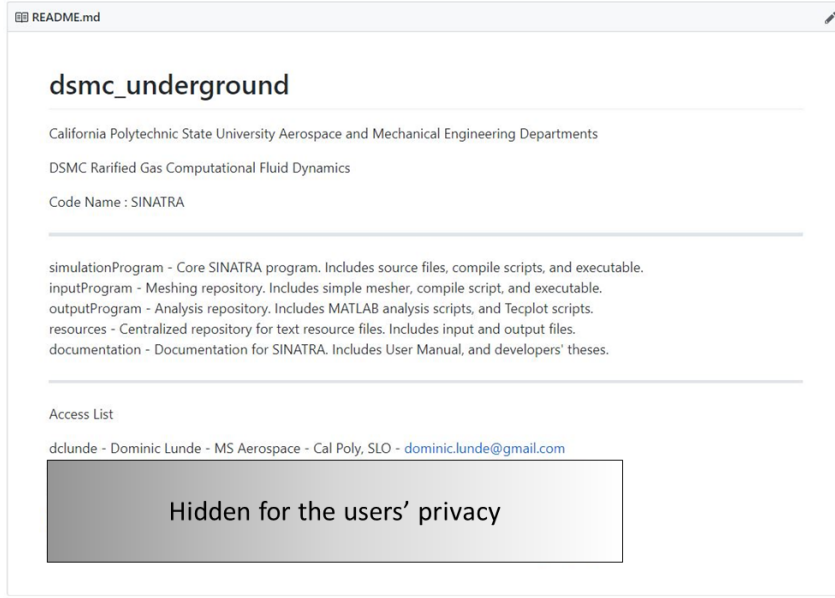 README.md
dsmc_underground
California Polytechnic State University Aerospace and Mechanical Engineering Departments
DSMC Rarified Gas Computational Fluid Dynamics
Code Name : SINATRA
simulationProgram - Core SINATRA program. Includes source files, compile scripts, and executable.
inputProgram - Meshing repository. Includes simple mesher, compile script, and executable.
outputProgram - Analysis repository. Includes MATLAB analysis scripts, and Tecplot scripts.
resources - Centralized repository for text resource files. Includes input and output files.
documentation - Documentation for SINATRA. Includes User Manual, and developers' theses.
Access List
dclunde - Dominic Lunde - MS Aerospace - Cal Poly, SLO - dominic.lunde@gmail.com
Hidden for the users’ privacy